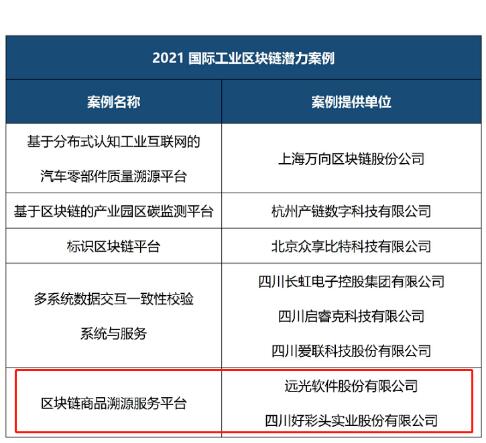 2021 国际工业区块链潜力案例
案例名称
案例提供单位
基于分布式认知工业互联网的
汽车零部件质量溯源平台
上海万向区块链股份公司
基于区块链的产业园区碳监测平台
杭州产链数字科技有限公司
标识区块链平台
北京众享比特科技有限公司
多系统数据交互一致性校验
系统与服务
四川长虹电子控股集团有限公司
四川启睿克科技有限公司
四川爱联科技股份有限公司
区块链商品溯源服务平台
远光软件股份有限公司
四川好彩头实业股份有限公司